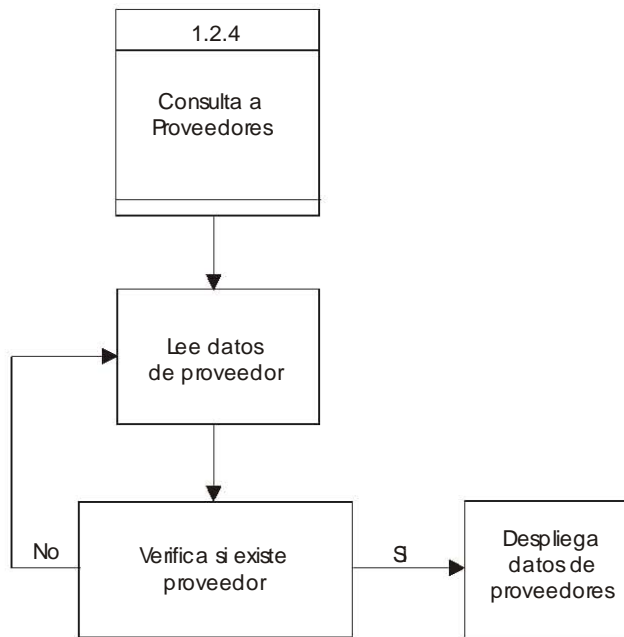 1.2.4
Consulta a
Proveedores
Lee datos
de proveedor
No
Verifica si existe
proveedor
Si
Despliega
datos de
proveedores